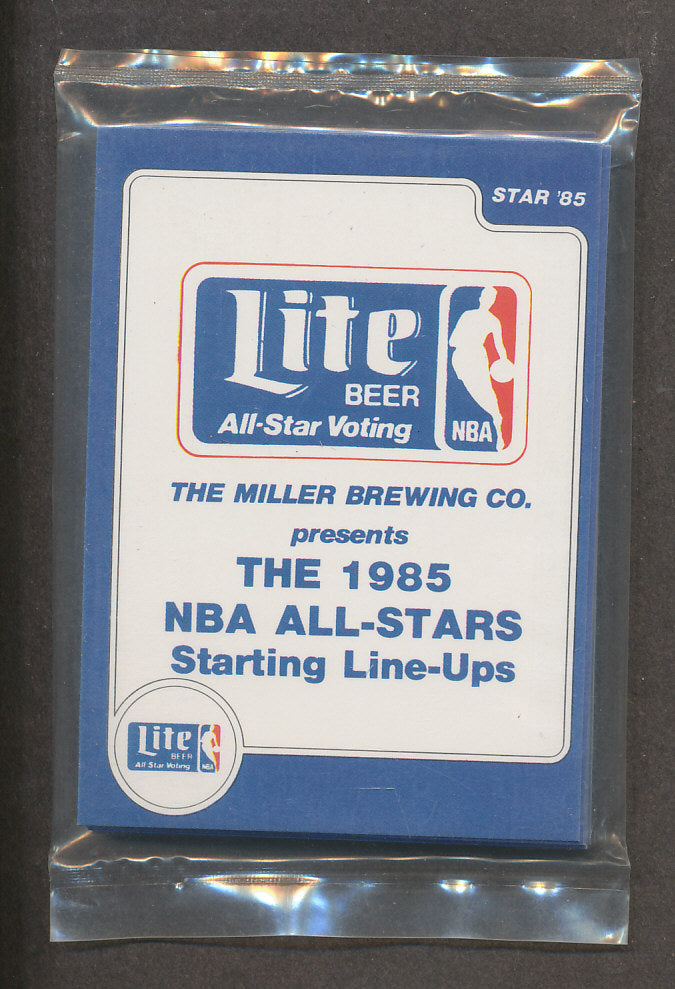 STAR '85
Lite
BEER
All-Star Voting
NBA
THE MILLER BREWING CO.
presents
THE 1985
NBA ALL-STARS
Starting Line-Ups
Lite
BEER
All Star Voting
NBA